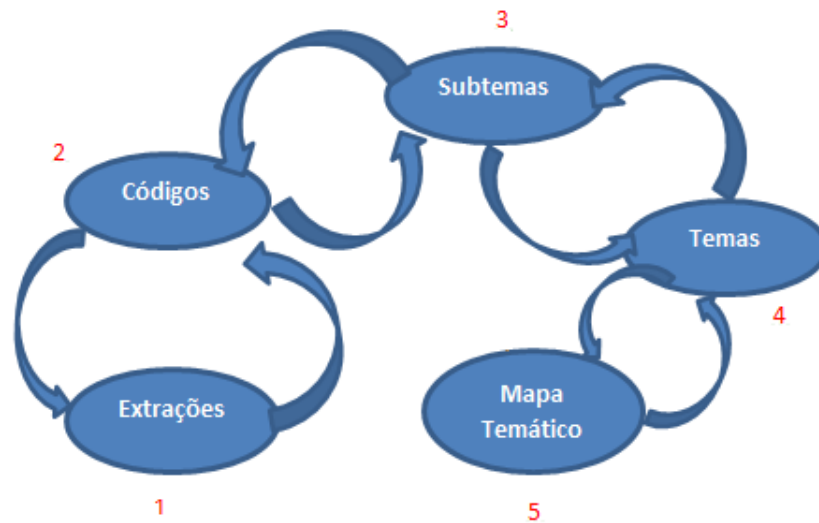 3
Subtemas
2
Códigos
Temas
4
Extrações
Mapa
Temático
1
5